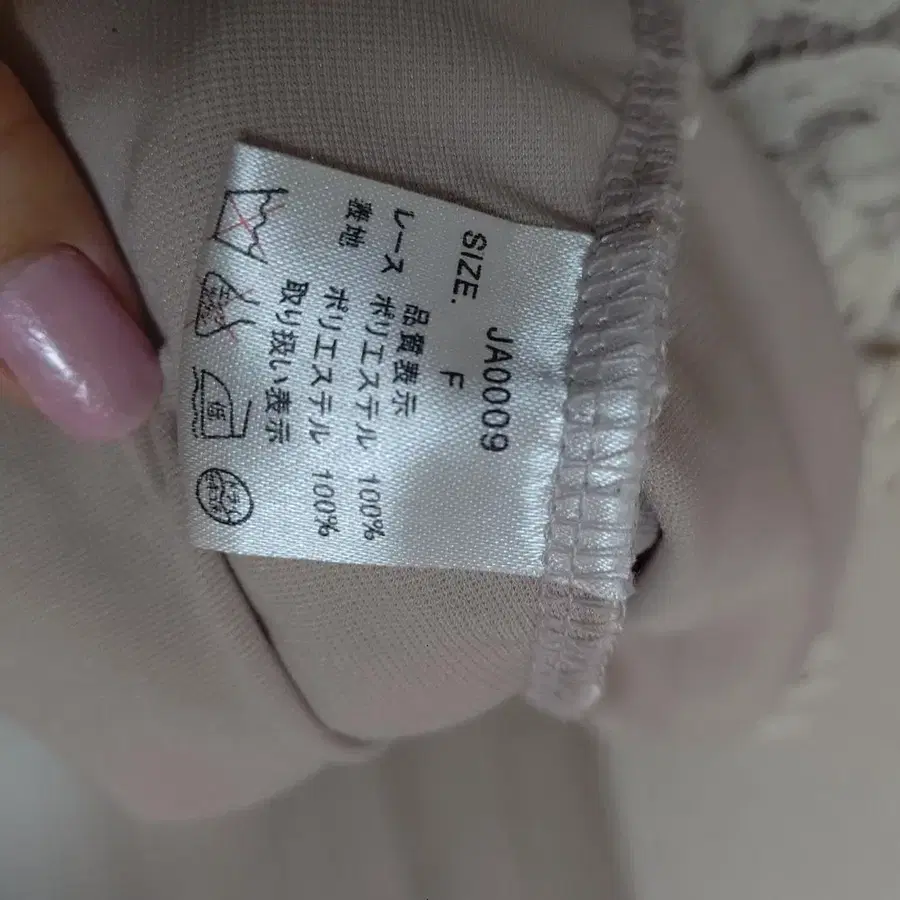 JA0009
SIZE. F
品質表示
レース ポリエステル 100%
表地 ポリエステル 100%
取り扱い表示